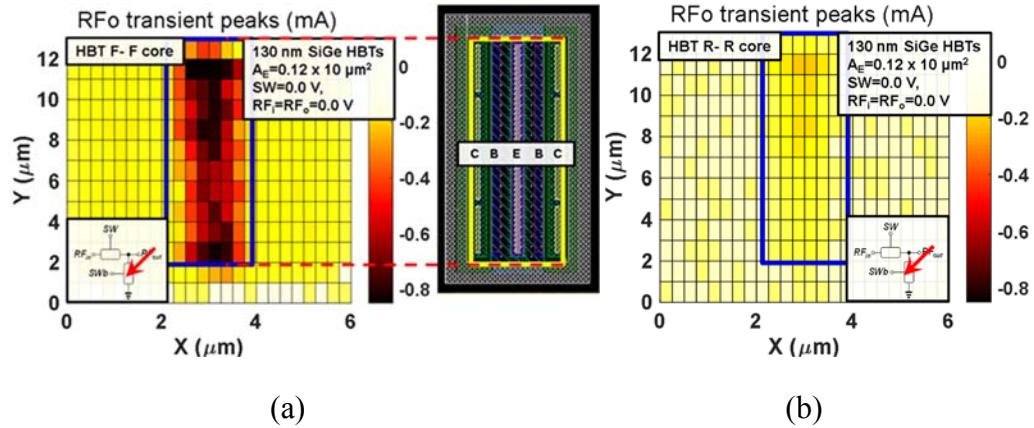 RFo transient peaks (mA)
HBT F- F core
130 nm SiGe HBTs
A_E=0.12 x 10 µm²
SW=0.0 V,
RF_i=RF_o=0.0 V
Y (µm)
12
10
8
6
4
2
0
0 2 4 6
X (µm)
0
-0.2
-0.4
-0.6
-0.8
SW
RF_in
SWb
C B E B C
RFo transient peaks (mA)
HBT R- R core
130 nm SiGe HBTs
A_E=0.12 x 10 µm²
SW=0.0 V,
RF_i=RF_o=0.0 V
Y (µm)
12
10
8
6
4
2
0
0 2 4 6
X (µm)
0
-0.2
-0.4
-0.6
-0.8
SW
RF_in
SWb
(a)
(b)